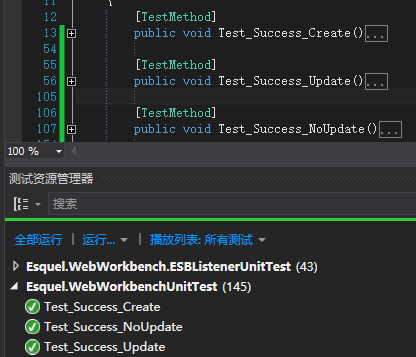 11 {
12 [TestMethod]
13 public void Test_Success_Create()...
54
55 [TestMethod]
56 public void Test_Success_Update()...
105
106 [TestMethod]
107 public void Test_Success_NoUpdate()...
100 %
测试资源管理器
搜索
全部运行 | 运行... | 播放列表: 所有测试
Esquel.WebWorkbench.ESBListenerUnitTest (43)
Esquel.WebWorkbenchUnitTest (145)
Test_Success_Create
Test_Success_NoUpdate
Test_Success_Update